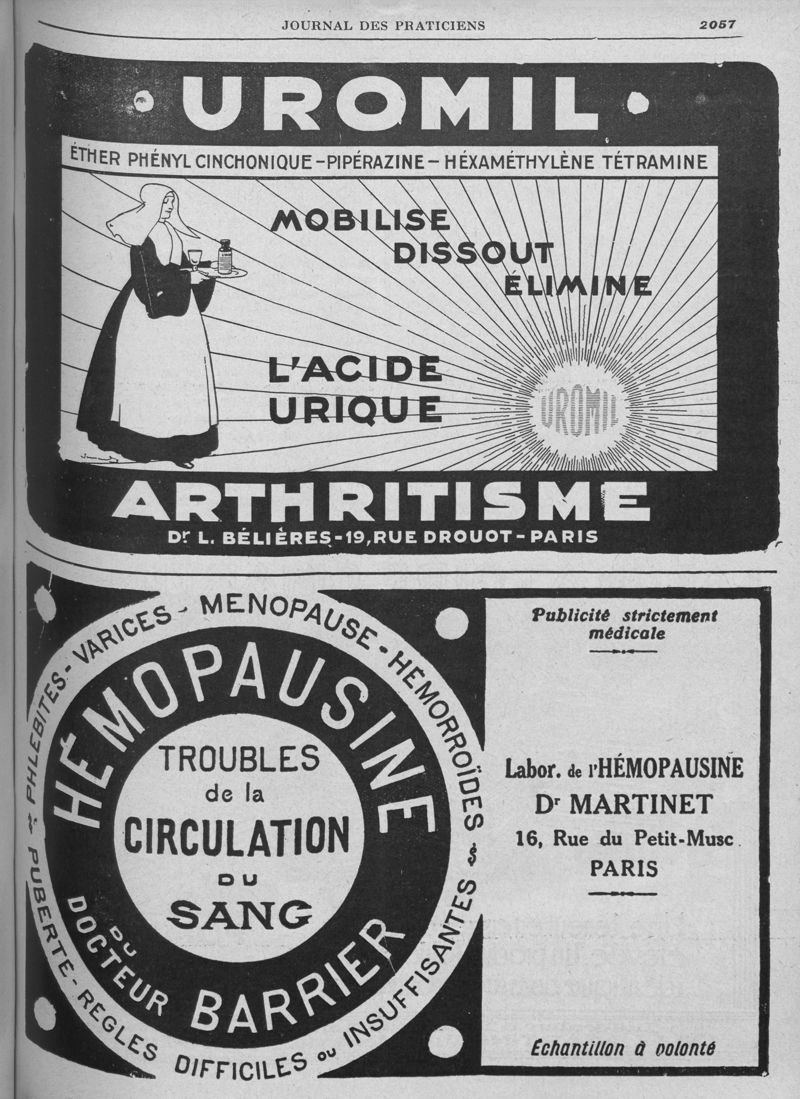 JOURNAL DES PRATICIENS
2057
UROMIL
ÉTHER PHÉNYL CINCHONIQUE – PIPÉRAZINE – HÉXAMÉTHYLÈNE TÉTRAMINE
MOBILISE
DISSOUT
ÉLIMINE
L'ACIDE
URIQUE
UROMIL
ARTHRITISME
Dr L. BÉLIÈRES - 19, RUE DROUOT - PARIS
PHLÉBITES - VARICES - MENOPAUSE - HÉMORROÏDES
HÉMOPAUSINE
TROUBLES
de la
CIRCULATION
DU
SANG
DU
DOCTEUR BARRIER
PUBERTÉ - REGLES DIFFICILES ou INSUFFISANTES
Publicité strictement
médicale
Labor. de l'HÉMOPAUSINE
Dr MARTINET
16, Rue du Petit-Musc
PARIS
Échantillon à volonté